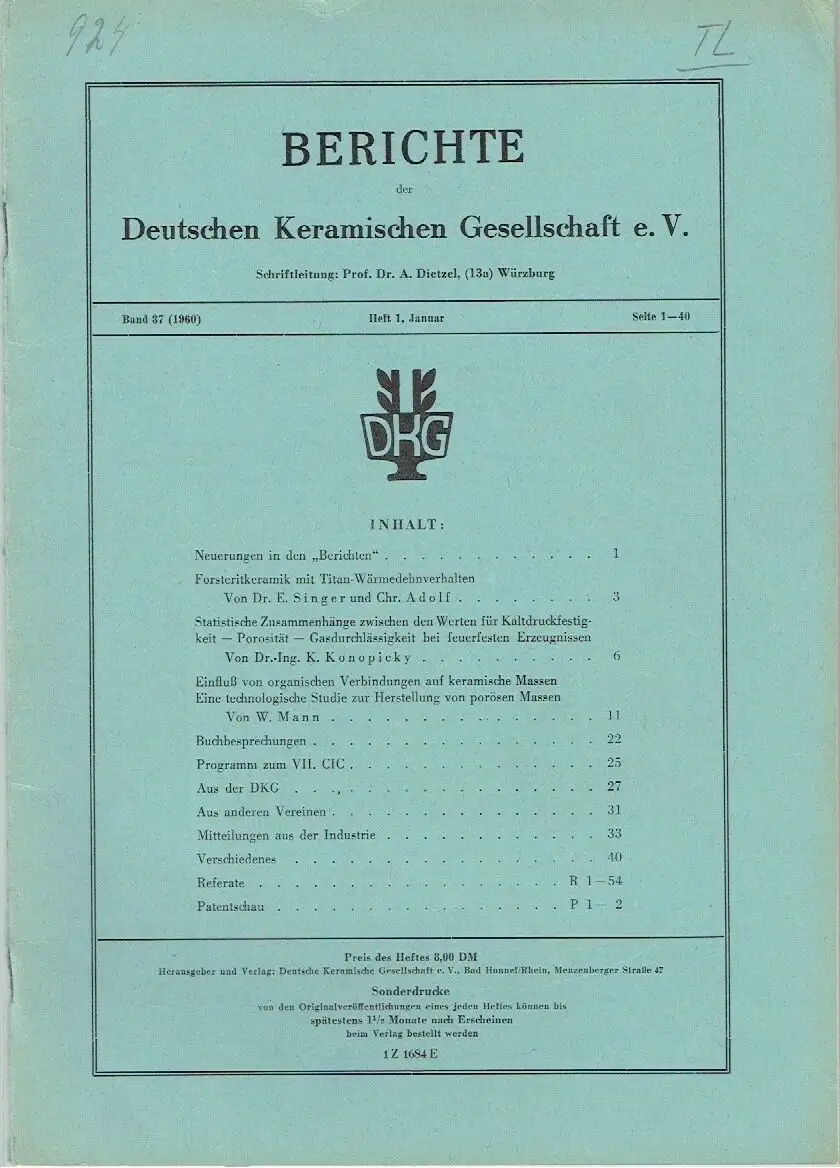 924
TL
BERICHTE
der
Deutschen Keramischen Gesellschaft e. V.
Schriftleitung: Prof. Dr. A. Dietzel, (13a) Würzburg
Band 37 (1960) Heft 1, Januar Seite 1—40
DKG
INHALT:
Neuerungen in den „Berichten“ . . . . . . . . . . . . 1
Forsteritkeramik mit Titan-Wärmedehnverhalten
Von Dr. E. Singer und Chr. Adolf . . . . . . . . 3
Statistische Zusammenhänge zwischen den Werten für Kaltdruckfestig-
keit — Porosität — Gasdurchlässigkeit bei feuerfesten Erzeugnissen
Von Dr.-Ing. K. Konopicky . . . . . . . . . . 6
Einfluß von organischen Verbindungen auf keramische Massen
Eine technologische Studie zur Herstellung von porösen Massen
Von W. Mann . . . . . . . . . . . . . . . 11
Buchbesprechungen . . . . . . . . . . . . . . . . 22
Programm zum VII. CIC . . . . . . . . . . . . . . 25
Aus der DKG . . . . . . . . . . . . . . . . . 27
Aus anderen Vereinen . . . . . . . . . . . . . . . 31
Mitteilungen aus der Industrie . . . . . . . . . . . . 33
Verschiedenes . . . . . . . . . . . . . . . . . 40
Referate . . . . . . . . . . . . . . . . . R 1—54
Patentschau . . . . . . . . . . . . . . . . P 1— 2
Preis des Heftes 8,00 DM
Herausgeber und Verlag: Deutsche Keramische Gesellschaft e. V., Bad Honnef/Rhein, Menzenberger Straße 47
Sonderdrucke
von den Originalveröffentlichungen eines jeden Heftes können bis
spätestens 1½ Monate nach Erscheinen
beim Verlag bestellt werden
1 Z 1684 E